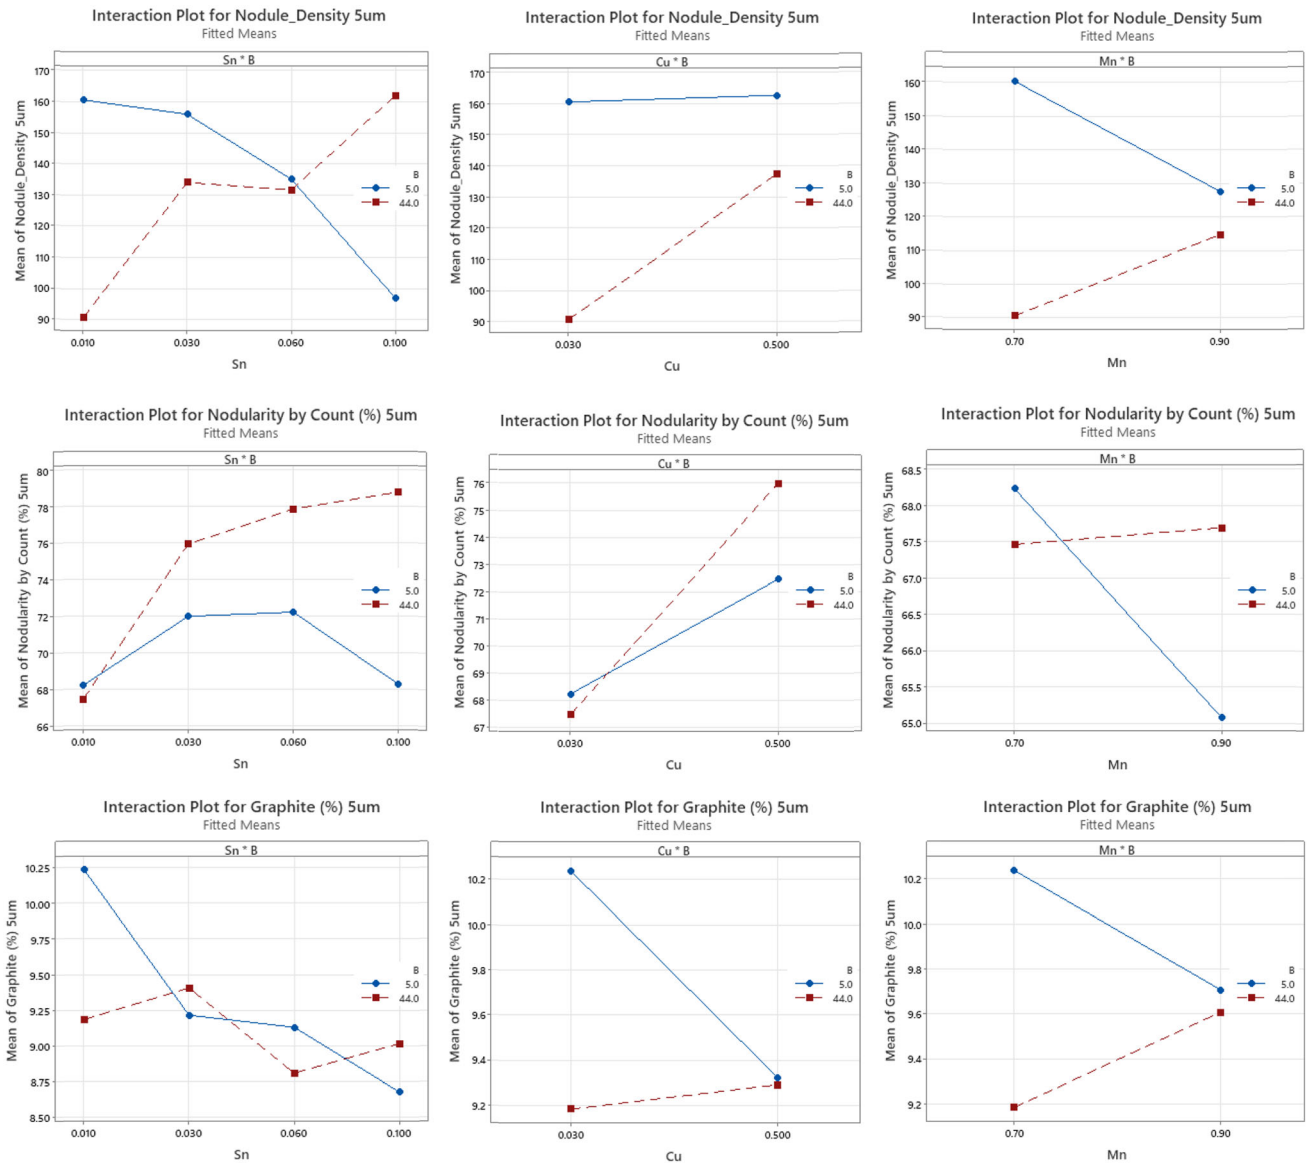 Interaction Plot for Nodule_Density 5um
Fitted Means
Sn * B
Mean of Nodule_Density 5um
170
160
150
140
130
120
110
100
90
B
5.0
44.0
0.010
0.030
0.060
0.100
Sn
Interaction Plot for Nodule_Density 5um
Fitted Means
Cu * B
Mean of Nodule_Density 5um
170
160
150
140
130
120
110
100
90
B
5.0
44.0
0.030
0.500
Cu
Interaction Plot for Nodule_Density 5um
Fitted Means
Mn * B
Mean of Nodule_Density 5um
160
150
140
130
120
110
100
90
B
5.0
44.0
0.70
0.90
Mn
Interaction Plot for Nodularity by Count (%) 5um
Fitted Means
Sn * B
Mean of Nodularity by Count (%) 5um
80
78
76
74
72
70
68
66
B
5.0
44.0
0.010
0.030
0.060
0.100
Sn
Interaction Plot for Nodularity by Count (%) 5um
Fitted Means
Cu * B
Mean of Nodularity by Count (%) 5um
76
75
74
73
72
71
70
69
68
67
B
5.0
44.0
0.030
0.500
Cu
Interaction Plot for Nodularity by Count (%) 5um
Fitted Means
Mn * B
Mean of Nodularity by Count (%) 5um
68.5
68.0
67.5
67.0
66.5
66.0
65.5
65.0
B
5.0
44.0
0.70
0.90
Mn
Interaction Plot for Graphite (%) 5um
Fitted Means
Sn * B
Mean of Graphite (%) 5um
10.25
10.00
9.75
9.50
9.25
9.00
8.75
8.50
B
5.0
44.0
0.010
0.030
0.060
0.100
Sn
Interaction Plot for Graphite (%) 5um
Fitted Means
Cu * B
Mean of Graphite (%) 5um
10.2
10.0
9.8
9.6
9.4
9.2
B
5.0
44.0
0.030
0.500
Cu
Interaction Plot for Graphite (%) 5um
Fitted Means
Mn * B
Mean of Graphite (%) 5um
10.2
10.0
9.8
9.6
9.4
9.2
B
5.0
44.0
0.70
0.90
Mn